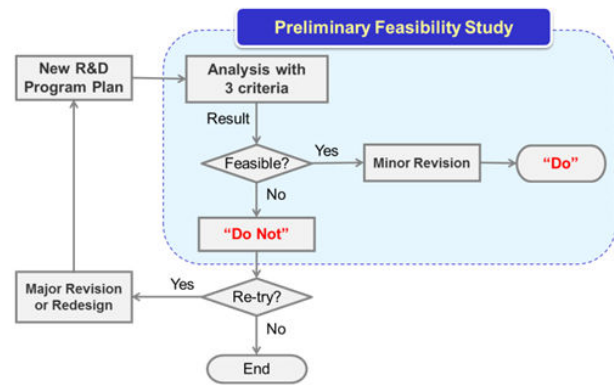 Preliminary Feasibility Study
New R&D
Program Plan
Analysis with
3 criteria
Result
Feasible?
Yes
Minor Revision
“Do”
No
“Do Not”
Major Revision
or Redesign
Yes
Re-try?
No
End